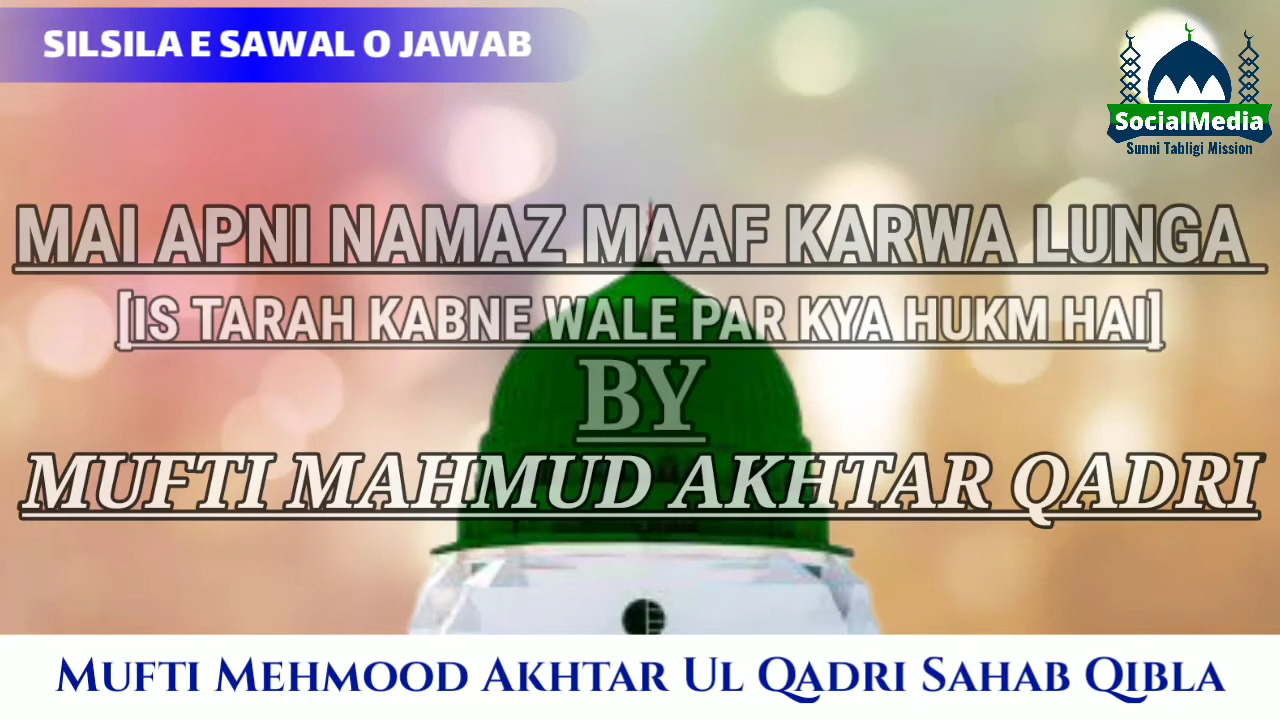 SILSILA E SAWAL O JAWAB
SocialMedia
Sunni Tabligi Mission
MAI APNI NAMAZ MAAF KARWA LUNGA
[IS TARAH KABNE WALE PAR KYA HUKM HAI]
BY
MUFTI MAHMUD AKHTAR QADRI
MUFTI MEHMOOD AKHTAR UL QADRI SAHAB QIBLA